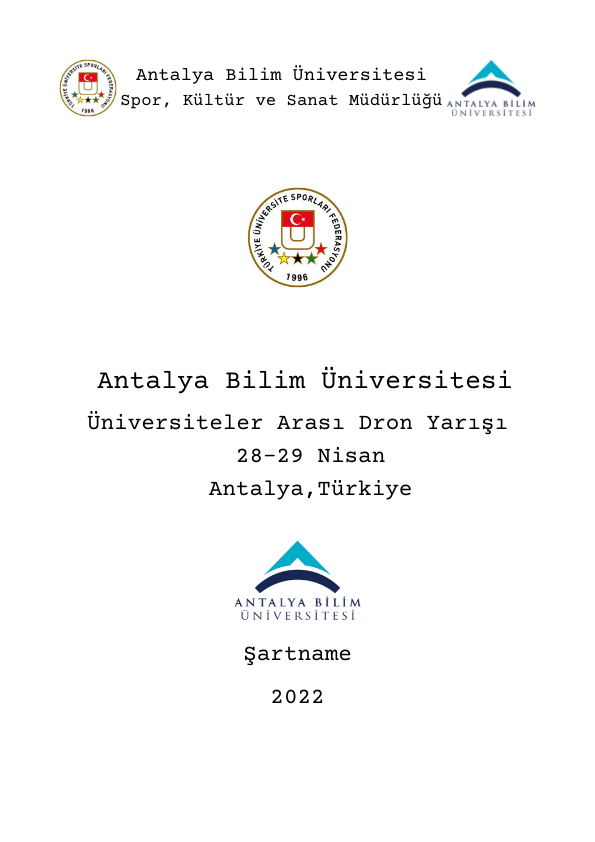 TÜRKİYE ÜNİVERSİTE SPORLARI FEDERASYONU
1996
Antalya Bilim Üniversitesi
Spor, Kültür ve Sanat Müdürlüğü
ANTALYA BİLİM
ÜNİVERSİTESİ
TÜRKİYE ÜNİVERSİTE SPORLARI FEDERASYONU
1996
Antalya Bilim Üniversitesi
Üniversiteler Arası Dron Yarışı
28-29 Nisan
Antalya,Türkiye
ANTALYA BİLİM
ÜNİVERSİTESİ
Şartname
2022